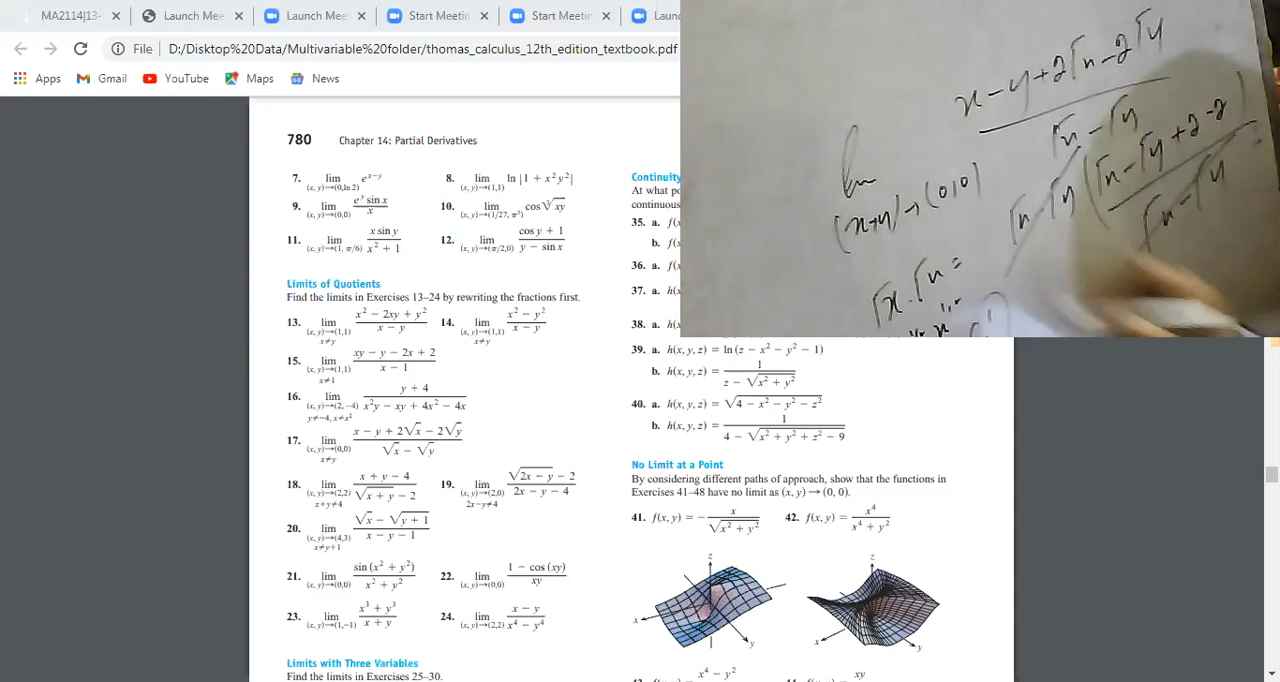 MA2114|13-
Launch Mee
Launch Mee
Start Meetin
Start Meetin
Laun
File D:/Disktop%20Data/Multivariable%20folder/thomas_calculus_12th_edition_textbook.pdf
Apps Gmail YouTube Maps News
780 Chapter 14: Partial Derivatives
7. lim (x, y)→(0,ln 2) e^(x−y)
8. lim (x, y)→(1,1) ln |1 + x²y²|
9. lim (x, y)→(0,0) (e^y sin x)/x
10. lim (x, y)→(1/27, π³) cos ∛xy
11. lim (x, y)→(1, π/6) (x sin y)/(x² + 1)
12. lim (x, y)→(π/2,0) (cos y + 1)/(y − sin x)
Limits of Quotients
Find the limits in Exercises 13–24 by rewriting the fractions first.
13. lim (x, y)→(1,1) x≠y (x² − 2xy + y²)/(x − y)
14. lim (x, y)→(1,1) x≠y (x² − y²)/(x − y)
15. lim (x, y)→(1,1) x≠1 (xy − y − 2x + 2)/(x − 1)
16. lim (x, y)→(2, −4) y≠−4, x≠x² (y + 4)/(x²y − xy + 4x² − 4x)
17. lim (x, y)→(0,0) x≠y (x − y + 2√x − 2√y)/(√x − √y)
18. lim (x, y)→(2,2) x+y≠4 (x + y − 4)/(√x + y − 2)
19. lim (x, y)→(2,0) 2x−y≠4 (√2x − y − 2)/(2x − y − 4)
20. lim (x, y)→(4,3) x≠y+1 (√x − √y + 1)/(x − y − 1)
21. lim (x, y)→(0,0) sin (x² + y²)/(x² + y²)
22. lim (x, y)→(0,0) (1 − cos (xy))/xy
23. lim (x, y)→(1,−1) (x³ + y³)/(x + y)
24. lim (x, y)→(2,2) (x − y)/(x⁴ − y⁴)
Limits with Three Variables
Find the limits in Exercises 25–30.
Continuity
At what po
continuous
35. a. f(x
b. f(x
36. a. f(x
37. a. h(x
38. a. h(x
39. a. h(x, y, z) = ln (z − x² − y² − 1)
b. h(x, y, z) = 1/(z − √x² + y²)
40. a. h(x, y, z) = √4 − x² − y² − z²
b. h(x, y, z) = 1/(4 − √x² + y² + z² − 9)
No Limit at a Point
By considering different paths of approach, show that the functions in
Exercises 41–48 have no limit as (x, y) → (0, 0).
41. f(x, y) = − x/√x² + y²
42. f(x, y) = x⁴/(x⁴ + y²)
z
x
y
z
x
y
x⁴ − y²
xy
x − y + 2√x − 2√y
√x − √y
lim
(x+y) → (0,0)
√x − √y (√x − √y + 2 − 2)
√x − √y
√x . √x =